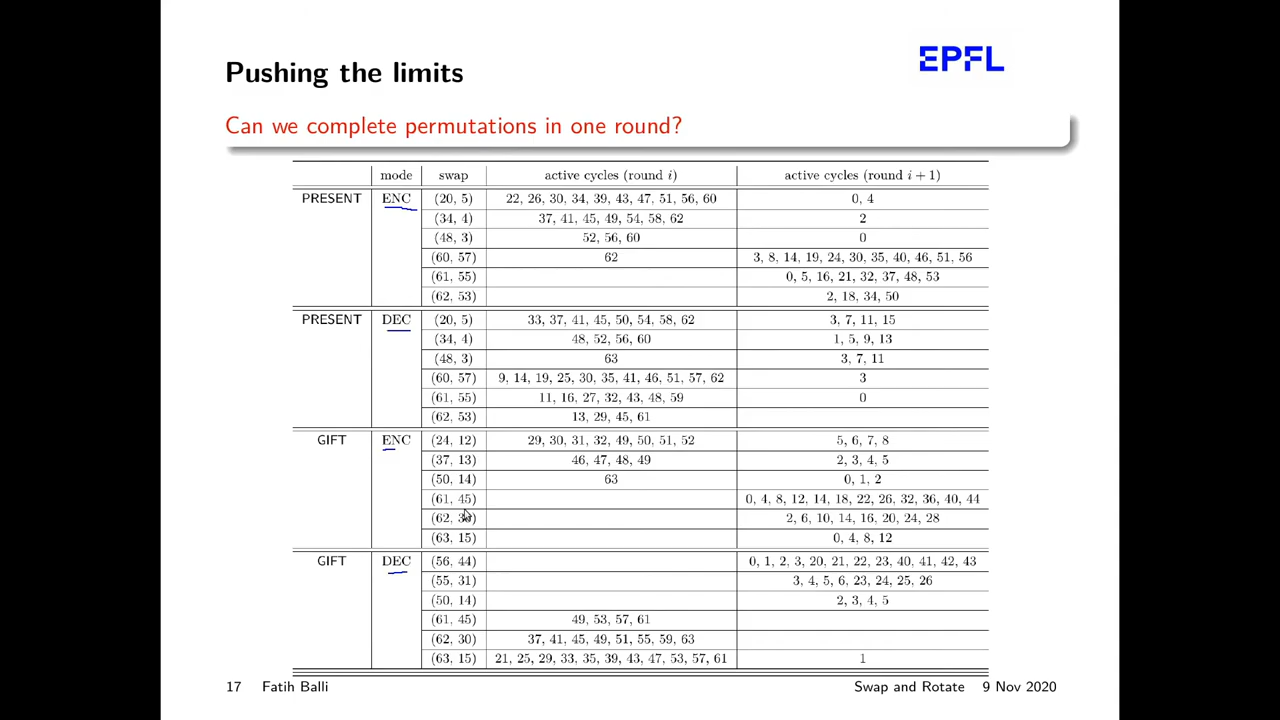 Pushing the limits
EPFL
Can we complete permutations in one round?
mode swap active cycles (round i) active cycles (round i + 1)
PRESENT ENC (20, 5) 22, 26, 30, 34, 39, 43, 47, 51, 56, 60 0, 4
(34, 4) 37, 41, 45, 49, 54, 58, 62 2
(48, 3) 52, 56, 60 0
(60, 57) 62 3, 8, 14, 19, 24, 30, 35, 40, 46, 51, 56
(61, 55) 0, 5, 16, 21, 32, 37, 48, 53
(62, 53) 2, 18, 34, 50
PRESENT DEC (20, 5) 33, 37, 41, 45, 50, 54, 58, 62 3, 7, 11, 15
(34, 4) 48, 52, 56, 60 1, 5, 9, 13
(48, 3) 63 3, 7, 11
(60, 57) 9, 14, 19, 25, 30, 35, 41, 46, 51, 57, 62 3
(61, 55) 11, 16, 27, 32, 43, 48, 59 0
(62, 53) 13, 29, 45, 61
GIFT ENC (24, 12) 29, 30, 31, 32, 49, 50, 51, 52 5, 6, 7, 8
(37, 13) 46, 47, 48, 49 2, 3, 4, 5
(50, 14) 63 0, 1, 2
(61, 45) 0, 4, 8, 12, 14, 18, 22, 26, 32, 36, 40, 44
(62, 30) 2, 6, 10, 14, 16, 20, 24, 28
(63, 15) 0, 4, 8, 12
GIFT DEC (56, 44) 0, 1, 2, 3, 20, 21, 22, 23, 40, 41, 42, 43
(55, 31) 3, 4, 5, 6, 23, 24, 25, 26
(50, 14) 2, 3, 4, 5
(61, 45) 49, 53, 57, 61
(62, 30) 37, 41, 45, 49, 51, 55, 59, 63
(63, 15) 21, 25, 29, 33, 35, 39, 43, 47, 53, 57, 61 1
17 Fatih Balli Swap and Rotate 9 Nov 2020